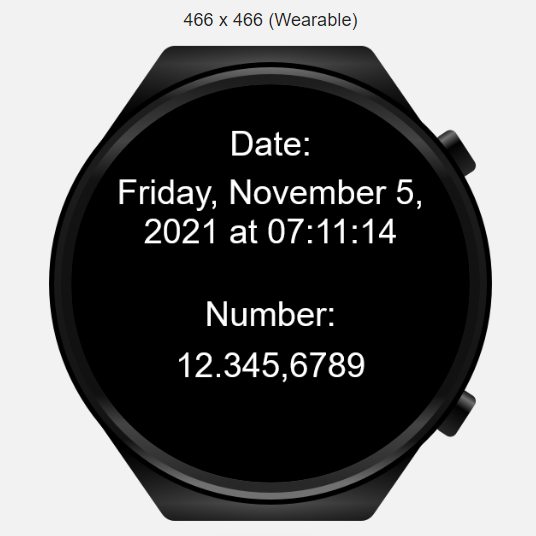 466 x 466 (Wearable)
Date:
Friday, November 5,
2021 at 07:11:14
Number:
12.345,6789